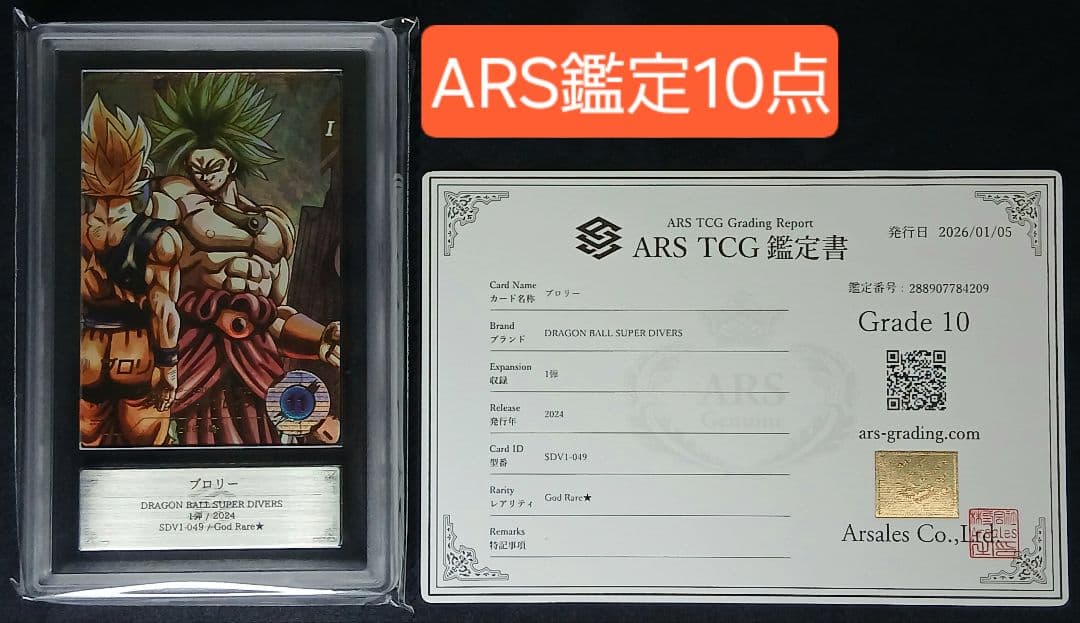 ARS鑑定10点
I
ブロリ
11
ブロリー
DRAGON BALL SUPER DIVERS
1弾 / 2024
SDV1-049 / God Rare★
ARS TCG Grading Report
ARS TCG 鑑定書
発行日 2026/01/05
Card Name
カード名称 ブロリー
Brand
ブランド DRAGON BALL SUPER DIVERS
Expansion
収録 1弾
Release
発行年 2024
Card ID
型番 SDV1-049
Rarity
レアリティ God Rare★
Remarks
特記事項
鑑定番号：288907784209
Grade 10
ars-grading.com
Arsales Co.,Ltd.
ARS